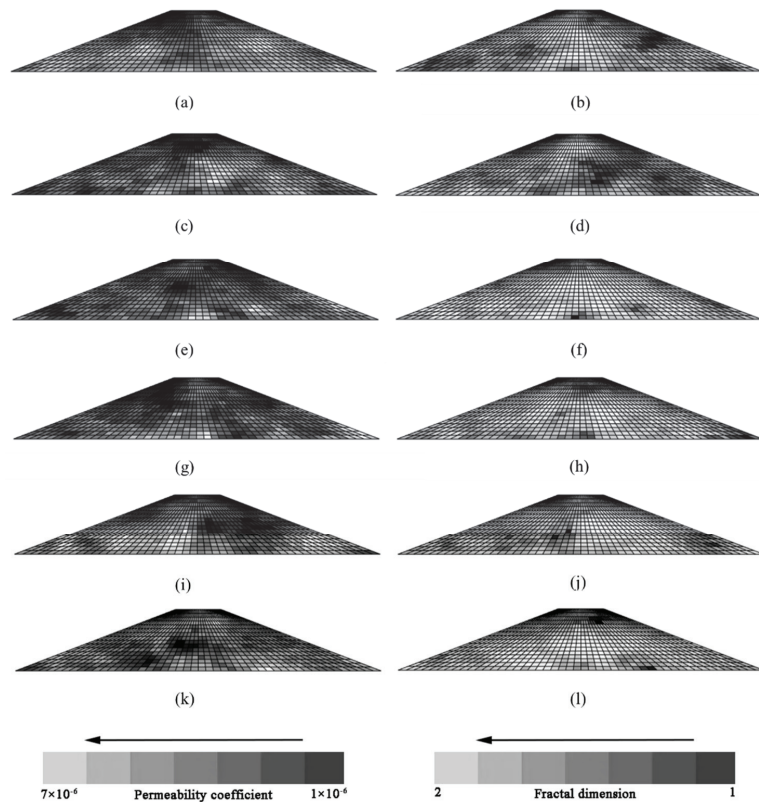 (a) (b)
(c) (d)
(e) (f)
(g) (h)
(i) (j)
(k) (l)
7×10⁻⁶ Permeability coefficient 1×10⁻⁶
2 Fractal dimension 1